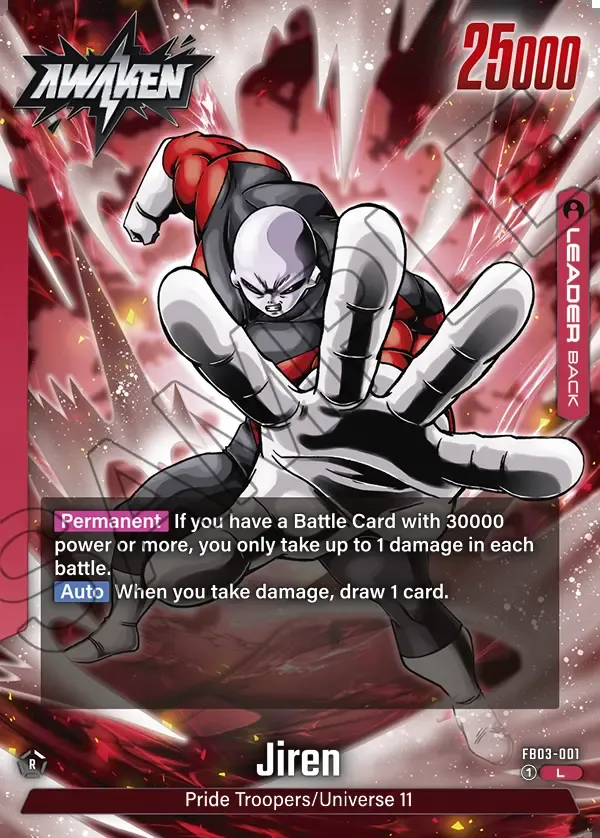 AWAKEN
25000
LEADER BACK
SAMPLE
Permanent If you have a Battle Card with 30000
power or more, you only take up to 1 damage in each
battle.
Auto When you take damage, draw 1 card.
R
Jiren
FB03-001
1 L
Pride Troopers/Universe 11